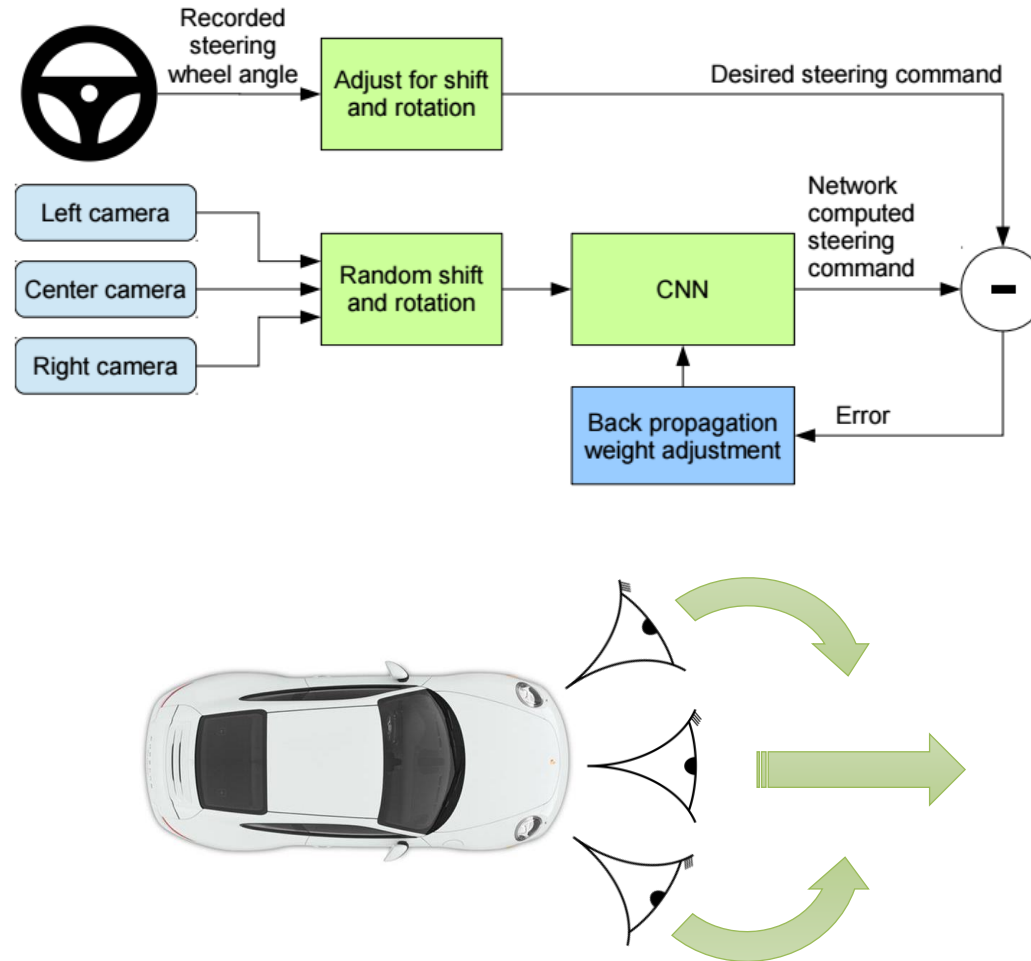 Recorded
steering
wheel angle
Adjust for shift
and rotation
Desired steering command
Left camera
Center camera
Right camera
Random shift
and rotation
CNN
Network
computed
steering
command
-
Back propagation
weight adjustment
Error